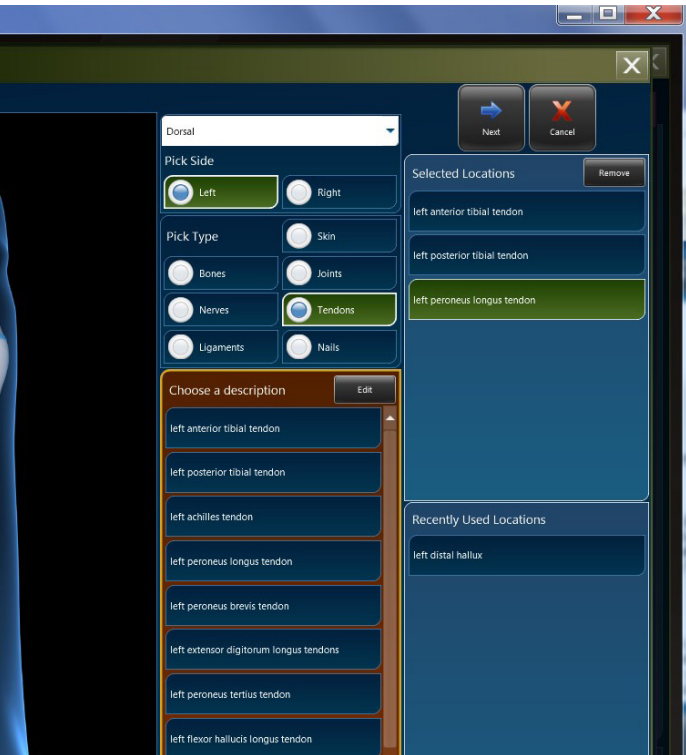 Next
Cancel
Dorsal
Pick Side
Left
Right
Pick Type
Skin
Bones
Joints
Nerves
Tendons
Ligaments
Nails
Choose a description
Edit
left anterior tibial tendon
left posterior tibial tendon
left achilles tendon
left peroneus longus tendon
left peroneus brevis tendon
left extensor digitorum longus tendons
left peroneus tertius tendon
left flexor hallucis longus tendon
Selected Locations
Remove
left anterior tibial tendon
left posterior tibial tendon
left peroneus longus tendon
Recently Used Locations
left distal hallux